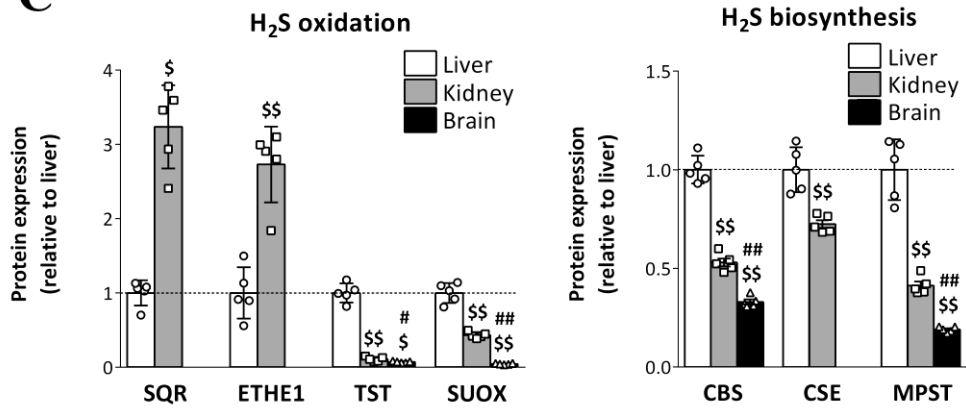 C
H₂S oxidation
Liver
Kidney
Brain
Protein expression
(relative to liver)
4
3
2
1
0
$
$$
$$
#
$
$$
##
$$
SQR
ETHE1
TST
SUOX
H₂S biosynthesis
Liver
Kidney
Brain
Protein expression
(relative to liver)
1.5
1.0
0.5
0.0
$$
##
$$
$$
$$
##
$$
CBS
CSE
MPST